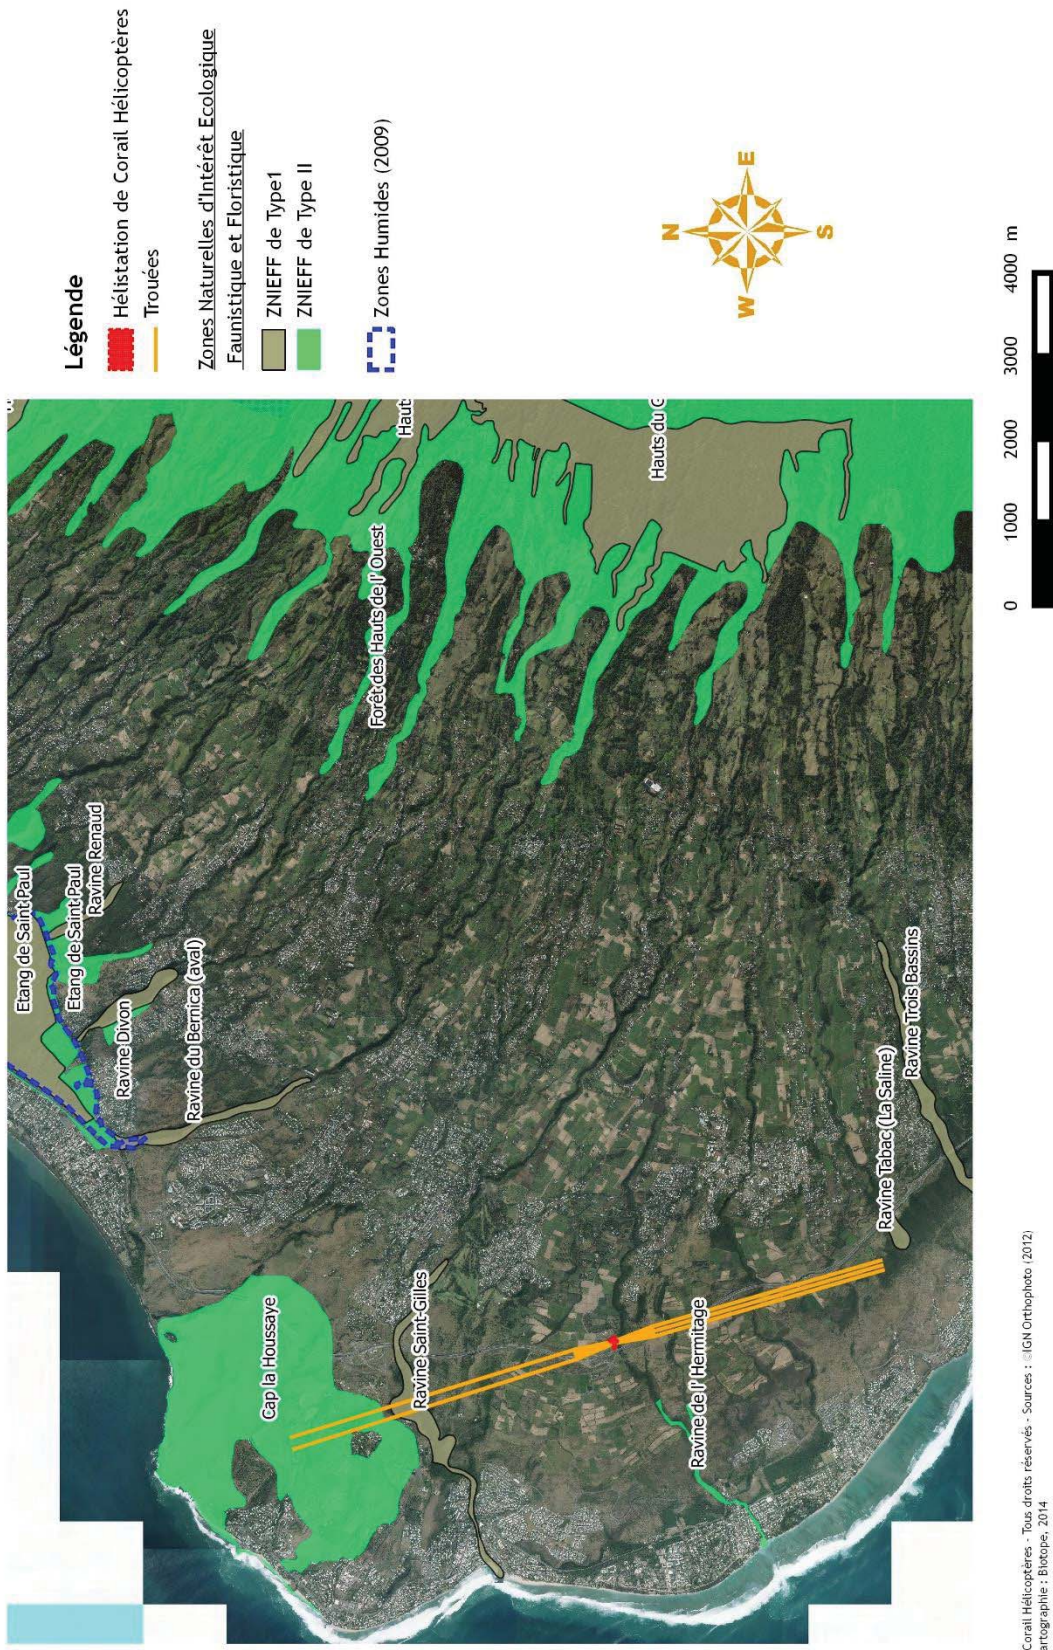 Légende
Hélistation de Corail Hélicoptères
Trouées
Zones Naturelles d'Intérêt Ecologique
Faunistique et Floristique
ZNIEFF de Type1
ZNIEFF de Type II
Zones Humides (2009)
N
W
E
S
0 1000 2000 3000 4000 m
Etang de Saint Paul
Etang de Saint Paul
Ravine Renaud
Ravine Divon
Ravine du Bernica (aval)
Cap la Houssaye
Ravine Saint-Gilles
Forêt des Hauts de l'Ouest
Haut
Hauts du
Ravine de l'Hermitage
Ravine Tabac (La Saline)
Ravine Trois Bassins
Corail Hélicoptères - Tous droits réservés - Sources : ©IGN Orthophoto (2012)
artographie : Biotope, 2014